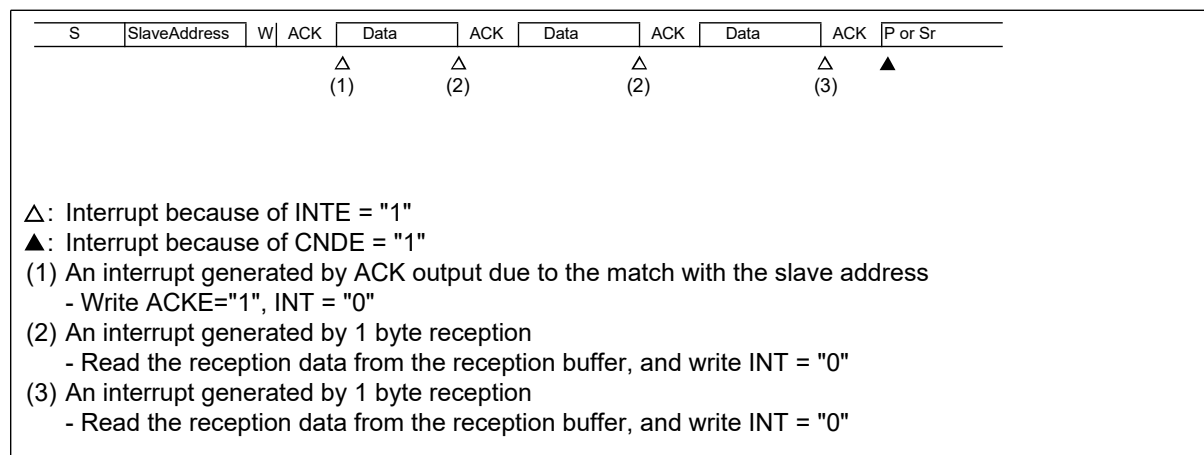 S SlaveAddress W ACK Data ACK Data ACK Data ACK P or Sr
△ △ △ △ ▲
(1) (2) (2) (3)
△: Interrupt because of INTE = "1"
▲: Interrupt because of CNDE = "1"
(1) An interrupt generated by ACK output due to the match with the slave address
- Write ACKE="1", INT = "0"
(2) An interrupt generated by 1 byte reception
- Read the reception data from the reception buffer, and write INT = "0"
(3) An interrupt generated by 1 byte reception
- Read the reception data from the reception buffer, and write INT = "0"